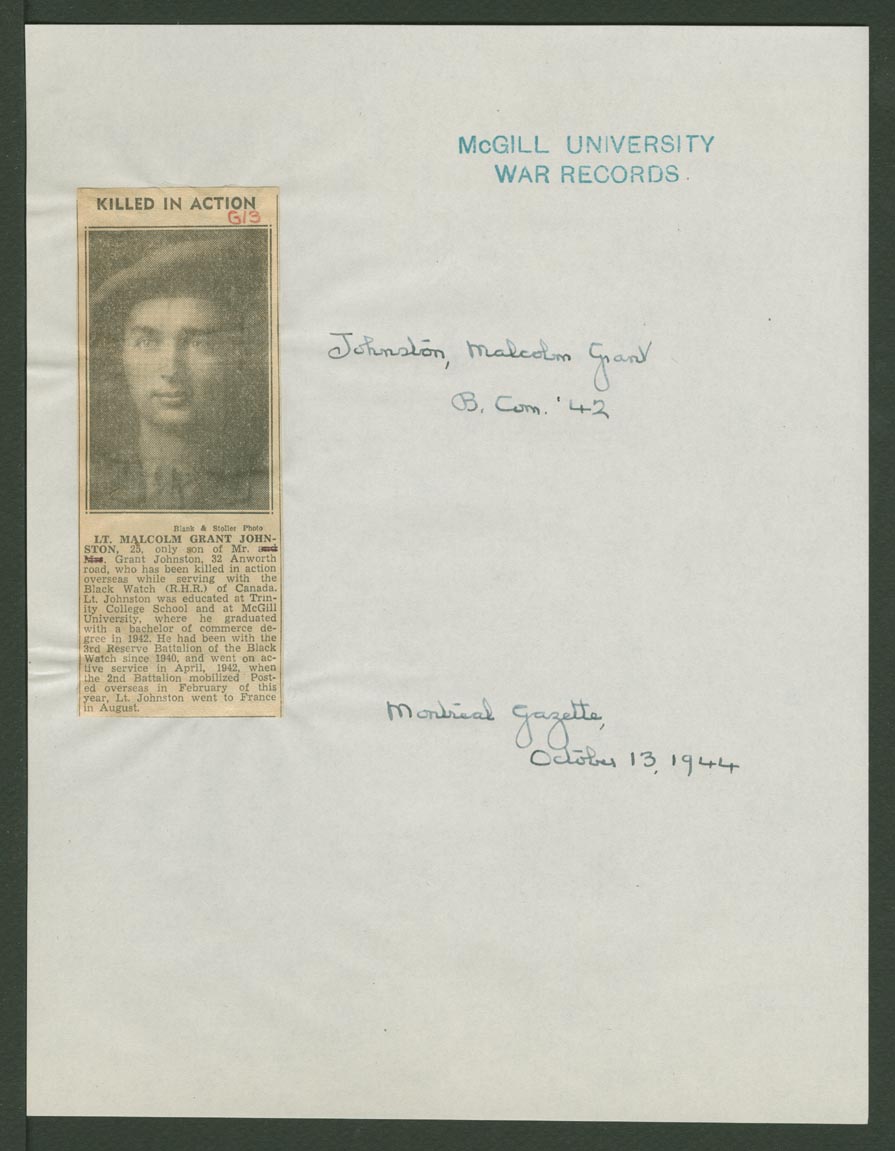 McGILL UNIVERSITY
WAR RECORDS.
KILLED IN ACTION
G13
Johnston, Malcolm Grant
B. Com. '42
Blank & Stoller Photo
LT. MALCOLM GRANT JOHN-
STON, 25, only son of Mr. and
Mrs. Grant Johnston, 32 Anworth
road, who has been killed in action
overseas while serving with the
Black Watch (R.H.R.) of Canada.
Lt. Johnston was educated at Trin-
ity College School and at McGill
University, where he graduated
with a bachelor of commerce de-
gree in 1942. He had been with the
3rd Reserve Battalion of the Black
Watch since 1940, and went on ac-
tive service in April, 1942, when
the 2nd Battalion mobilized Post-
ed overseas in February of this
year, Lt. Johnston went to France
in August.
Montreal Gazette,
October 13, 1944